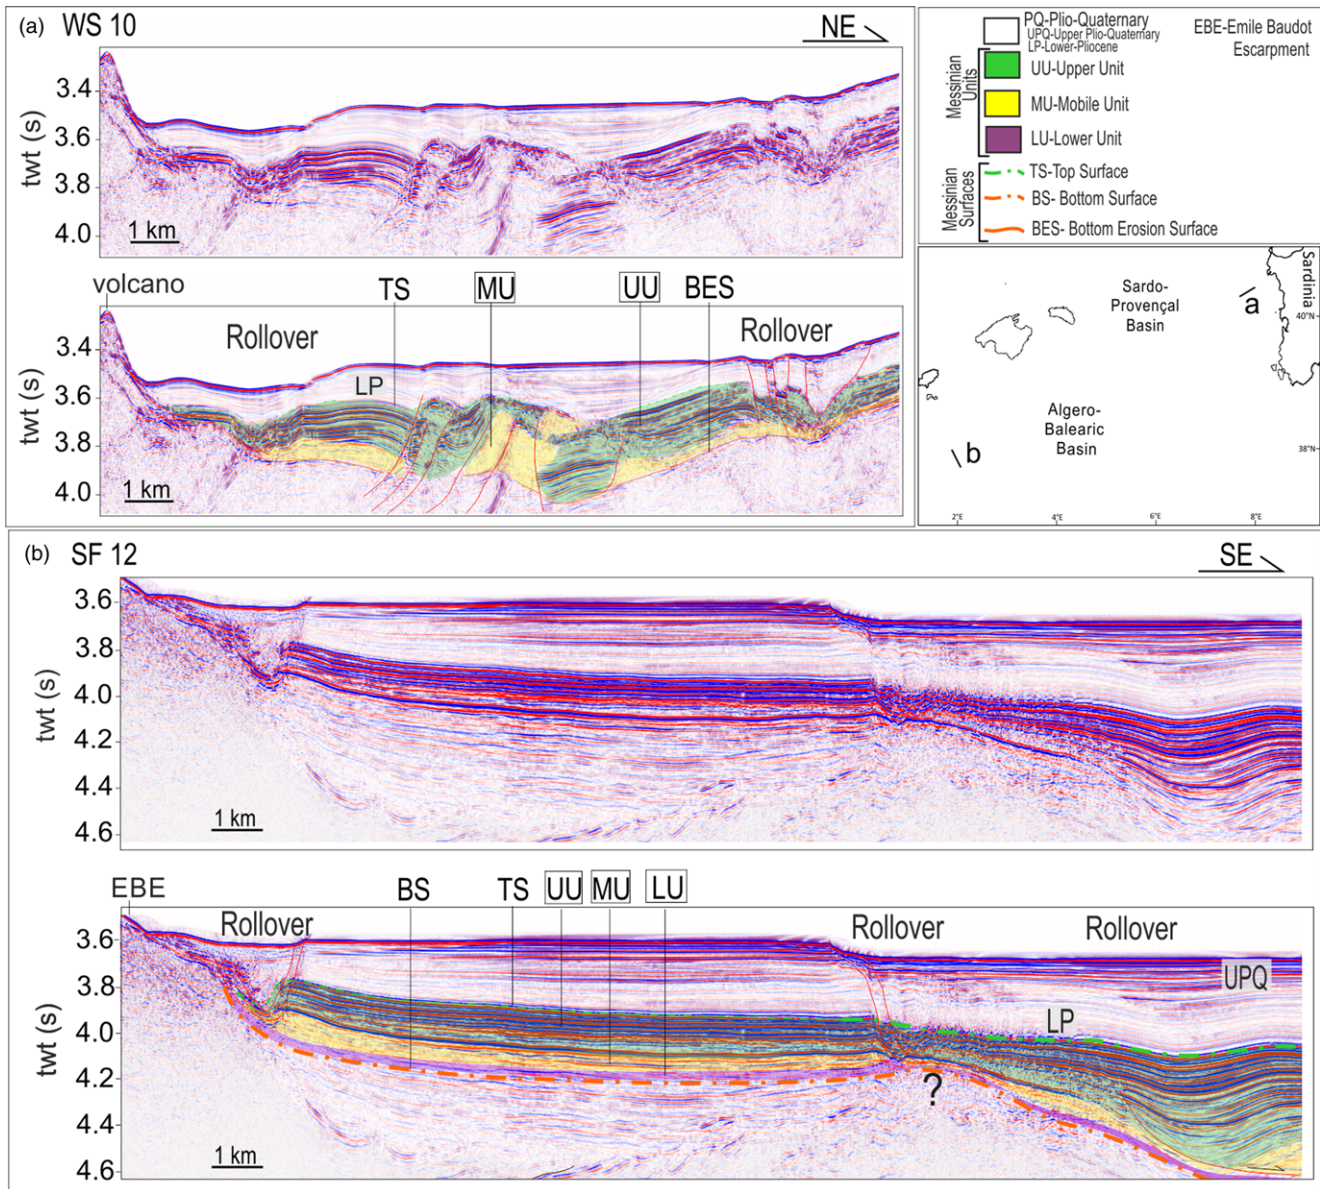 (a) WS 10
NE
twt (s)
3.4
3.6
3.8
4.0
1 km
volcano
TS
MU
UU
BES
Rollover
Rollover
LP
twt (s)
3.4
3.6
3.8
4.0
1 km
PQ-Plio-Quaternary
UPQ-Upper Plio-Quaternary
LP-Lower-Pliocene
EBE-Emile Baudot
Escarpment
Messinian
Units
UU-Upper Unit
MU-Mobile Unit
LU-Lower Unit
Messinian
Surfaces
TS-Top Surface
BS- Bottom Surface
BES- Bottom Erosion Surface
Sardo-
Provençal
Basin
a
Sardinia
40°N
Algero-
Balearic
Basin
b
38°N
2°E
4°E
6°E
8°E
(b) SF 12
SE
twt (s)
3.6
3.8
4.0
4.2
4.4
4.6
1 km
EBE
BS
TS
UU
MU
LU
Rollover
Rollover
Rollover
UPQ
LP
?
twt (s)
3.6
3.8
4.0
4.2
4.4
4.6
1 km